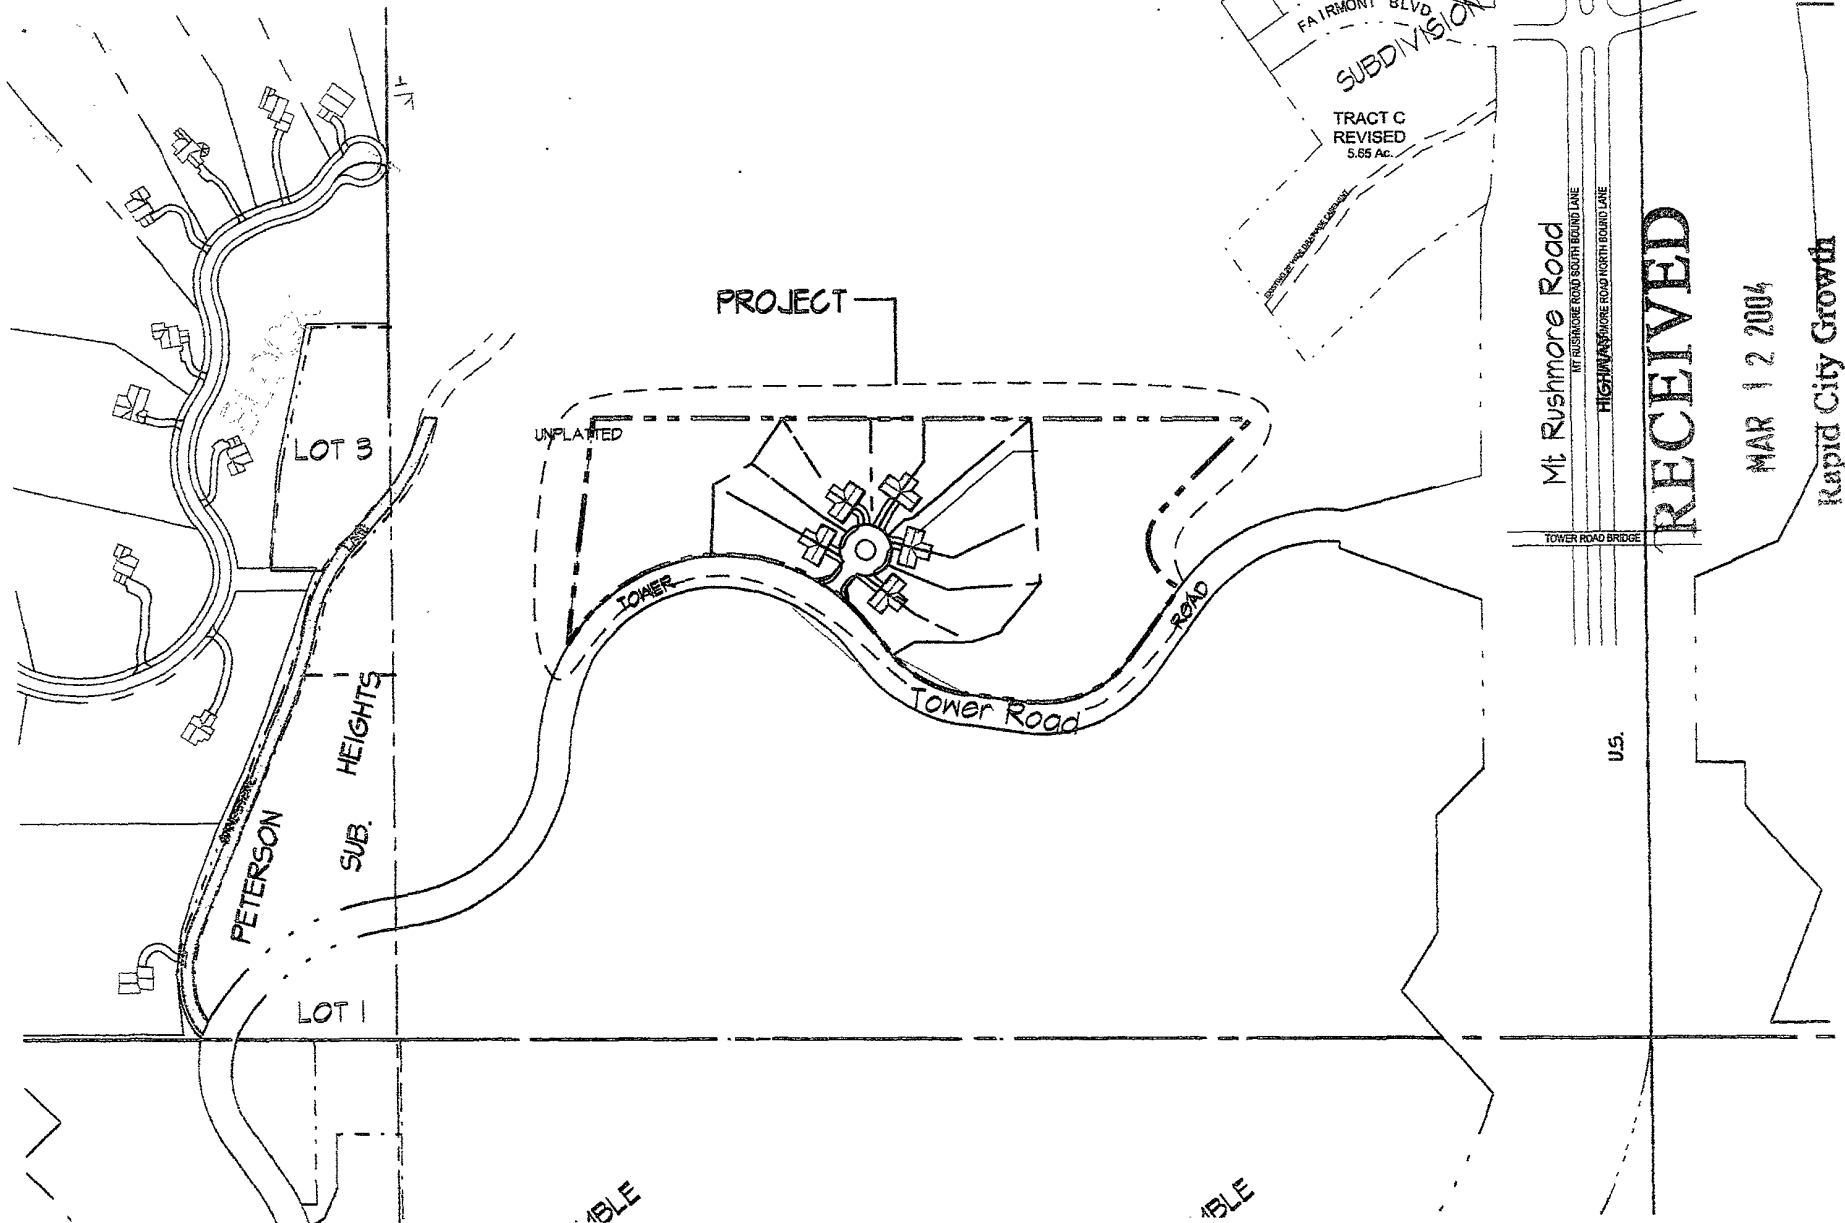 FAIRMONT BLVD.
SUBDIVISION
TRACT C
REVISED
5.65 Ac.
PROJECT
UNPLATTED
LOT 3
TOWER
ROAD
Tower Road
PETERSON
HEIGHTS
SUB.
LOT 1
Mt Rushmore Road
MT RUSHMORE ROAD SOUTH BOUND LANE
MT RUSHMORE ROAD NORTH BOUND LANE
HIGHWAY
TOWER ROAD BRIDGE
U.S.
RECEIVED
MAR 12 2004
Rapid City Growth